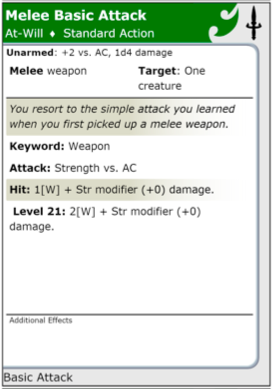 Melee Basic Attack
At-Will ♦ Standard Action
Unarmed: +2 vs. AC, 1d4 damage
Melee weapon Target: One
creature
You resort to the simple attack you learned
when you first picked up a melee weapon.
Keyword: Weapon
Attack: Strength vs. AC
Hit: 1[W] + Str modifier (+0) damage.
Level 21: 2[W] + Str modifier (+0)
damage.
Additional Effects
Basic Attack